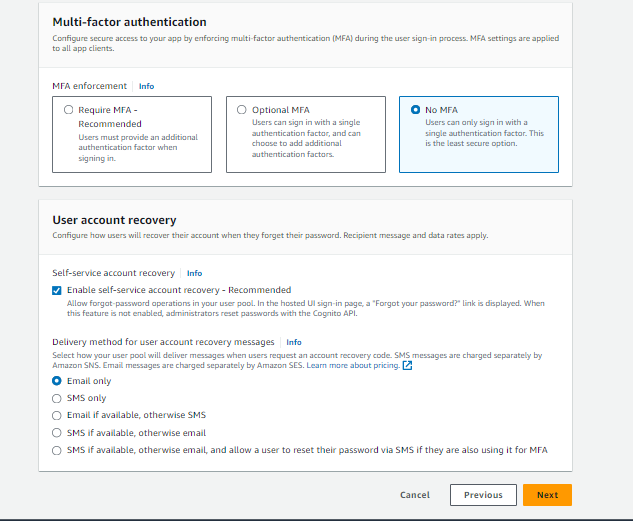 Multi-factor authentication
Configure secure access to your app by enforcing multi-factor authentication (MFA) during the user sign-in process. MFA settings are applied
to all app clients.
MFA enforcement | Info
Require MFA -
Recommended
Users must provide an additional
authentication factor when
signing in.
Optional MFA
Users can sign in with a single
authentication factor, and can
choose to add additional
authentication factors.
No MFA
Users can only sign in with a
single authentication factor. This
is the least secure option.
User account recovery
Configure how users will recover their account when they forget their password. Recipient message and data rates apply.
Self-service account recovery | Info
Enable self-service account recovery - Recommended
Allow forgot-password operations in your user pool. In the hosted UI sign-in page, a "Forgot your password?" link is displayed. When
this feature is not enabled, administrators reset passwords with the Cognito API.
Delivery method for user account recovery messages | Info
Select how your user pool will deliver messages when users request an account recovery code. SMS messages are charged separately by
Amazon SNS. Email messages are charged separately by Amazon SES. Learn more about pricing.
Email only
SMS only
Email if available, otherwise SMS
SMS if available, otherwise email
SMS if available, otherwise email, and allow a user to reset their password via SMS if they are also using it for MFA
Cancel
Previous
Next